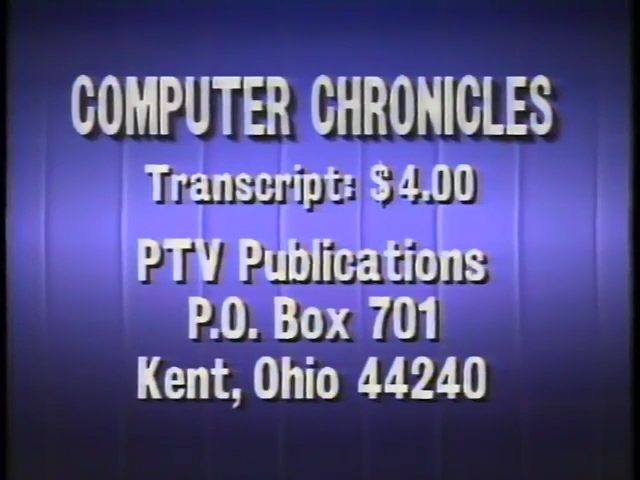 COMPUTER CHRONICLES
Transcript: $4.00
PTV Publications
P.O. Box 701
Kent, Ohio 44240